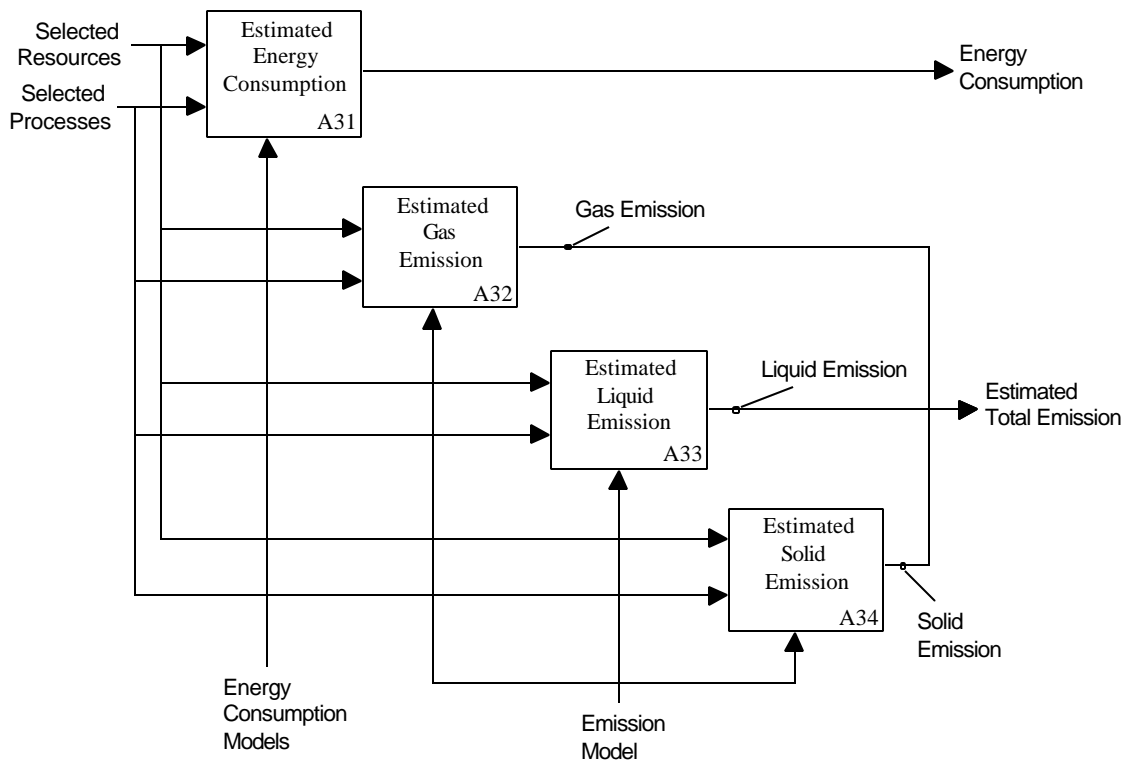 Selected
Resources
Selected
Processes
Estimated
Energy
Consumption
A31
Energy
Consumption
Estimated
Gas
Emission
A32
Gas Emission
Estimated
Liquid
Emission
A33
Liquid Emission
Estimated
Total Emission
Estimated
Solid
Emission
A34
Solid
Emission
Energy
Consumption
Models
Emission
Model